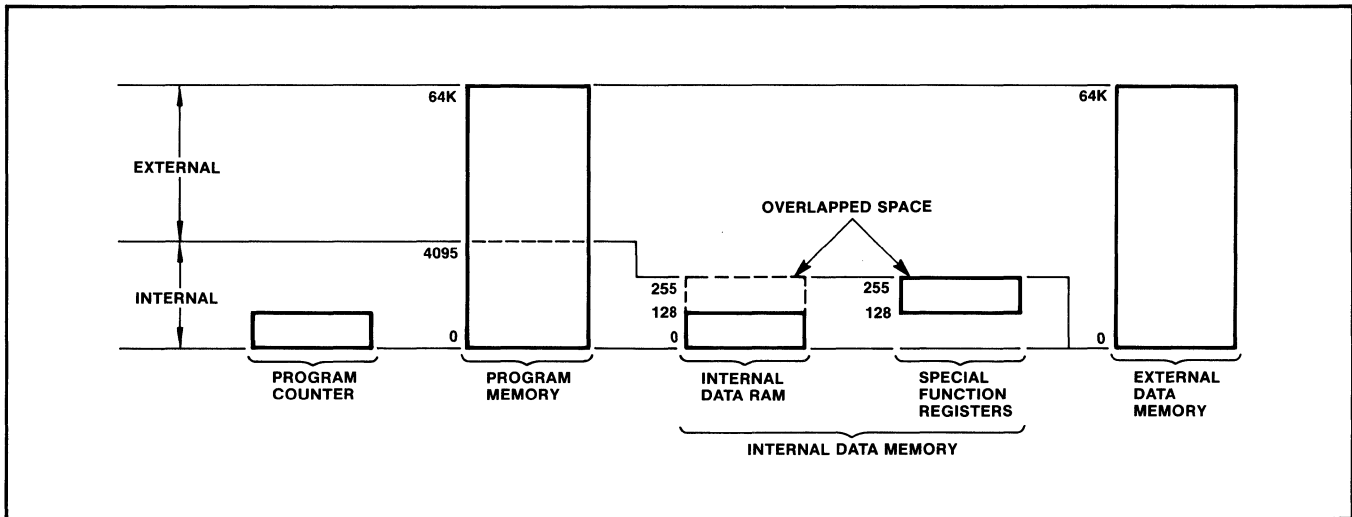 64K
64K
EXTERNAL
OVERLAPPED SPACE
4095
INTERNAL
255
255
128
128
0
0
0
PROGRAM
COUNTER
PROGRAM
MEMORY
INTERNAL
DATA RAM
SPECIAL
FUNCTION
REGISTERS
EXTERNAL
DATA
MEMORY
INTERNAL DATA MEMORY